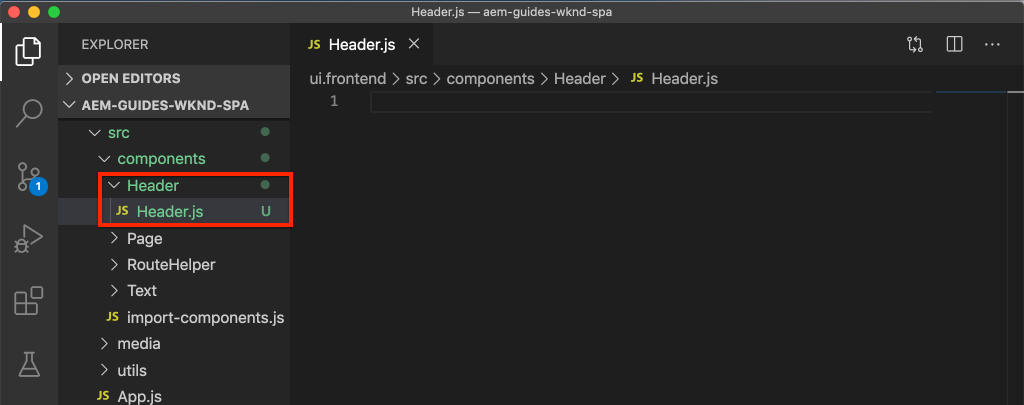 Header.js — aem-guides-wknd-spa
EXPLORER
JS Header.js
OPEN EDITORS
ui.frontend > src > components > Header > JS Header.js
AEM-GUIDES-WKND-SPA
1
src
components
1
Header
JS Header.js U
Page
RouteHelper
Text
JS import-components.js
media
utils
JS App.js